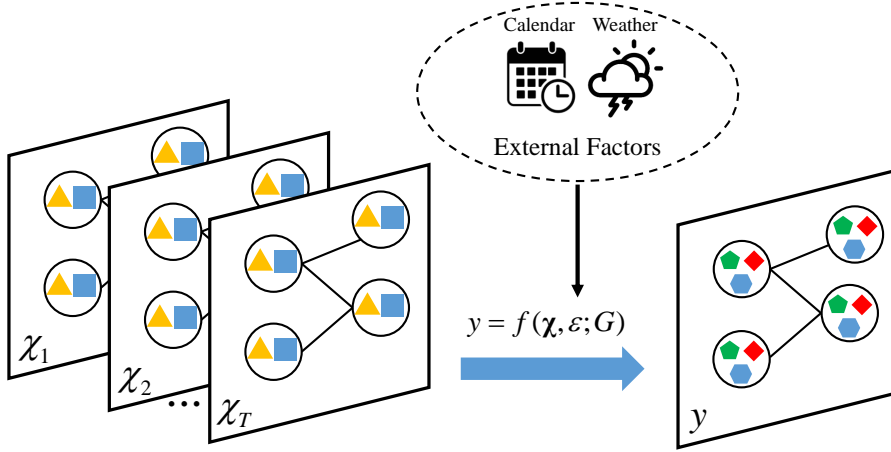 Calendar Weather
External Factors
χ1
χ2
...
χT
y = f(χ, ε; G)
y